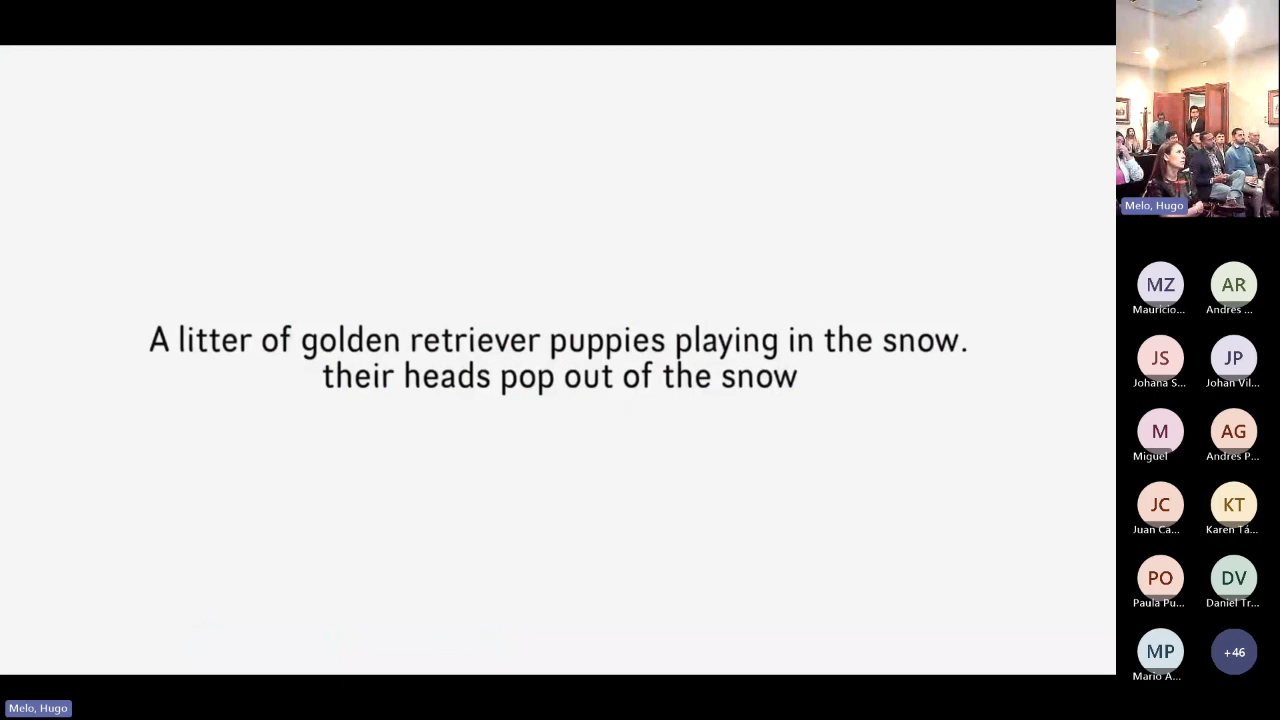 A litter of golden retriever puppies playing in the snow.
their heads pop out of the snow
Melo, Hugo
MZ
AR
Mauricio...
Andres ...
JS
JP
Johana S...
Johan Vil...
M
AG
Miguel
Andres P...
JC
KT
Juan Ca...
Karen Tá...
PO
DV
Paula Pu...
Daniel Tr...
MP
+46
Mario A...
Melo, Hugo